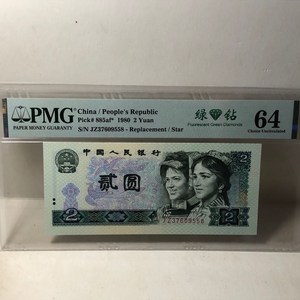 PMG
PAPER MONEY GUARANTY
China / People's Republic
Pick# 885af* 1980 2 Yuan
S/N JZ37609558 - Replacement / Star
绿 钻
Fluorescent Green Diamonds
64
Choice Uncirculated
中国人民银行
贰圆
2
2
JZ37609558